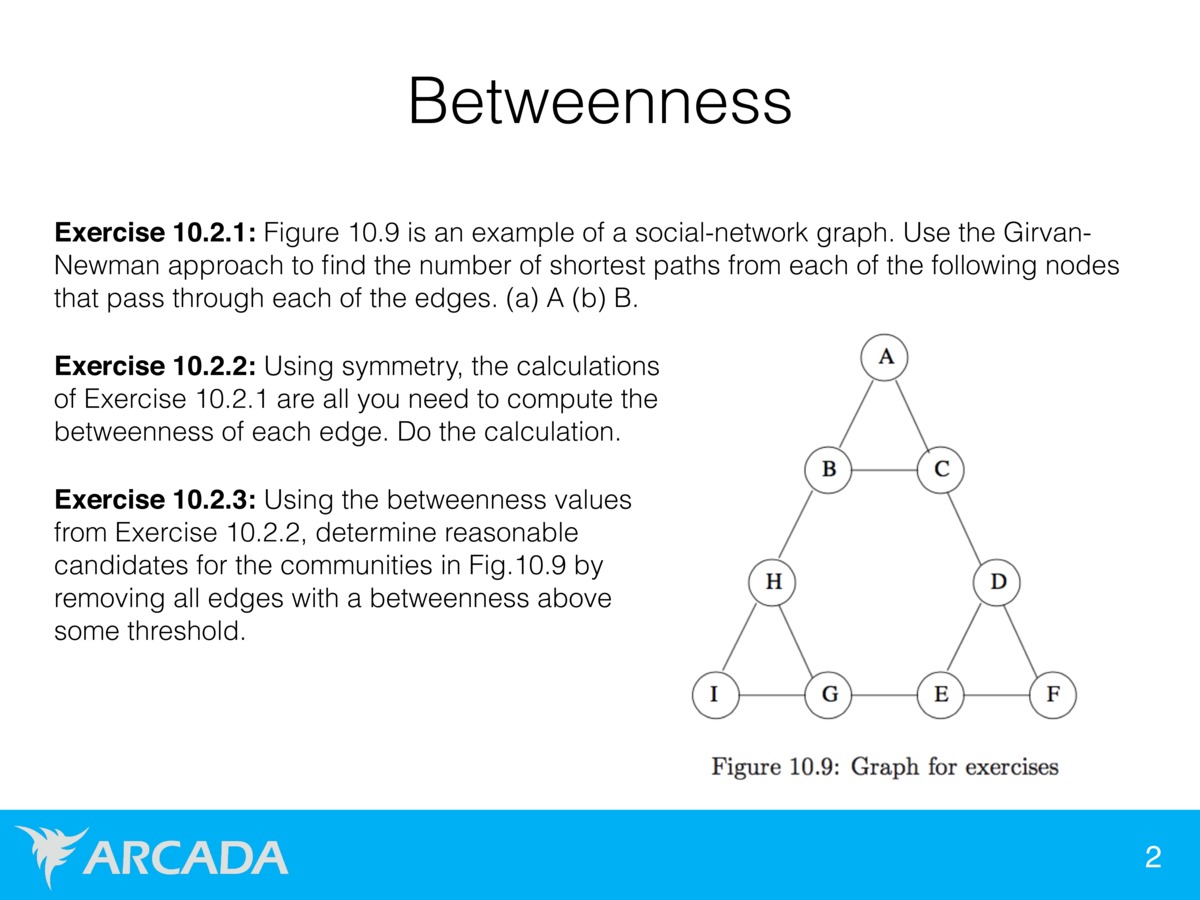 Betweenness
Exercise 10.2.1: Figure 10.9 is an example of a social-network graph. Use the Girvan-
Newman approach to find the number of shortest paths from each of the following nodes
that pass through each of the edges. (a) A (b) B.
Exercise 10.2.2: Using symmetry, the calculations
of Exercise 10.2.1 are all you need to compute the
betweenness of each edge. Do the calculation.
Exercise 10.2.3: Using the betweenness values
from Exercise 10.2.2, determine reasonable
candidates for the communities in Fig.10.9 by
removing all edges with a betweenness above
some threshold.
A
B C
H D
I G E F
Figure 10.9: Graph for exercises
ARCADA
2